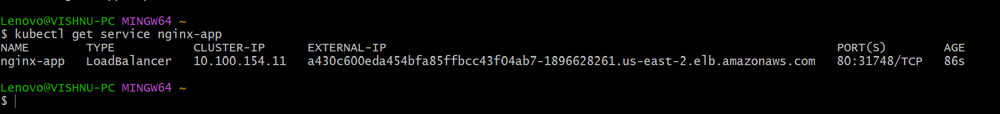 Lenovo@VISHNU-PC MINGW64 ~
$ kubectl get service nginx-app
NAME TYPE CLUSTER-IP EXTERNAL-IP PORT(S) AGE
nginx-app LoadBalancer 10.100.154.11 a430c600eda454bfa85ffbcc43f04ab7-1896628261.us-east-2.elb.amazonaws.com 80:31748/TCP 86s
Lenovo@VISHNU-PC MINGW64 ~
$